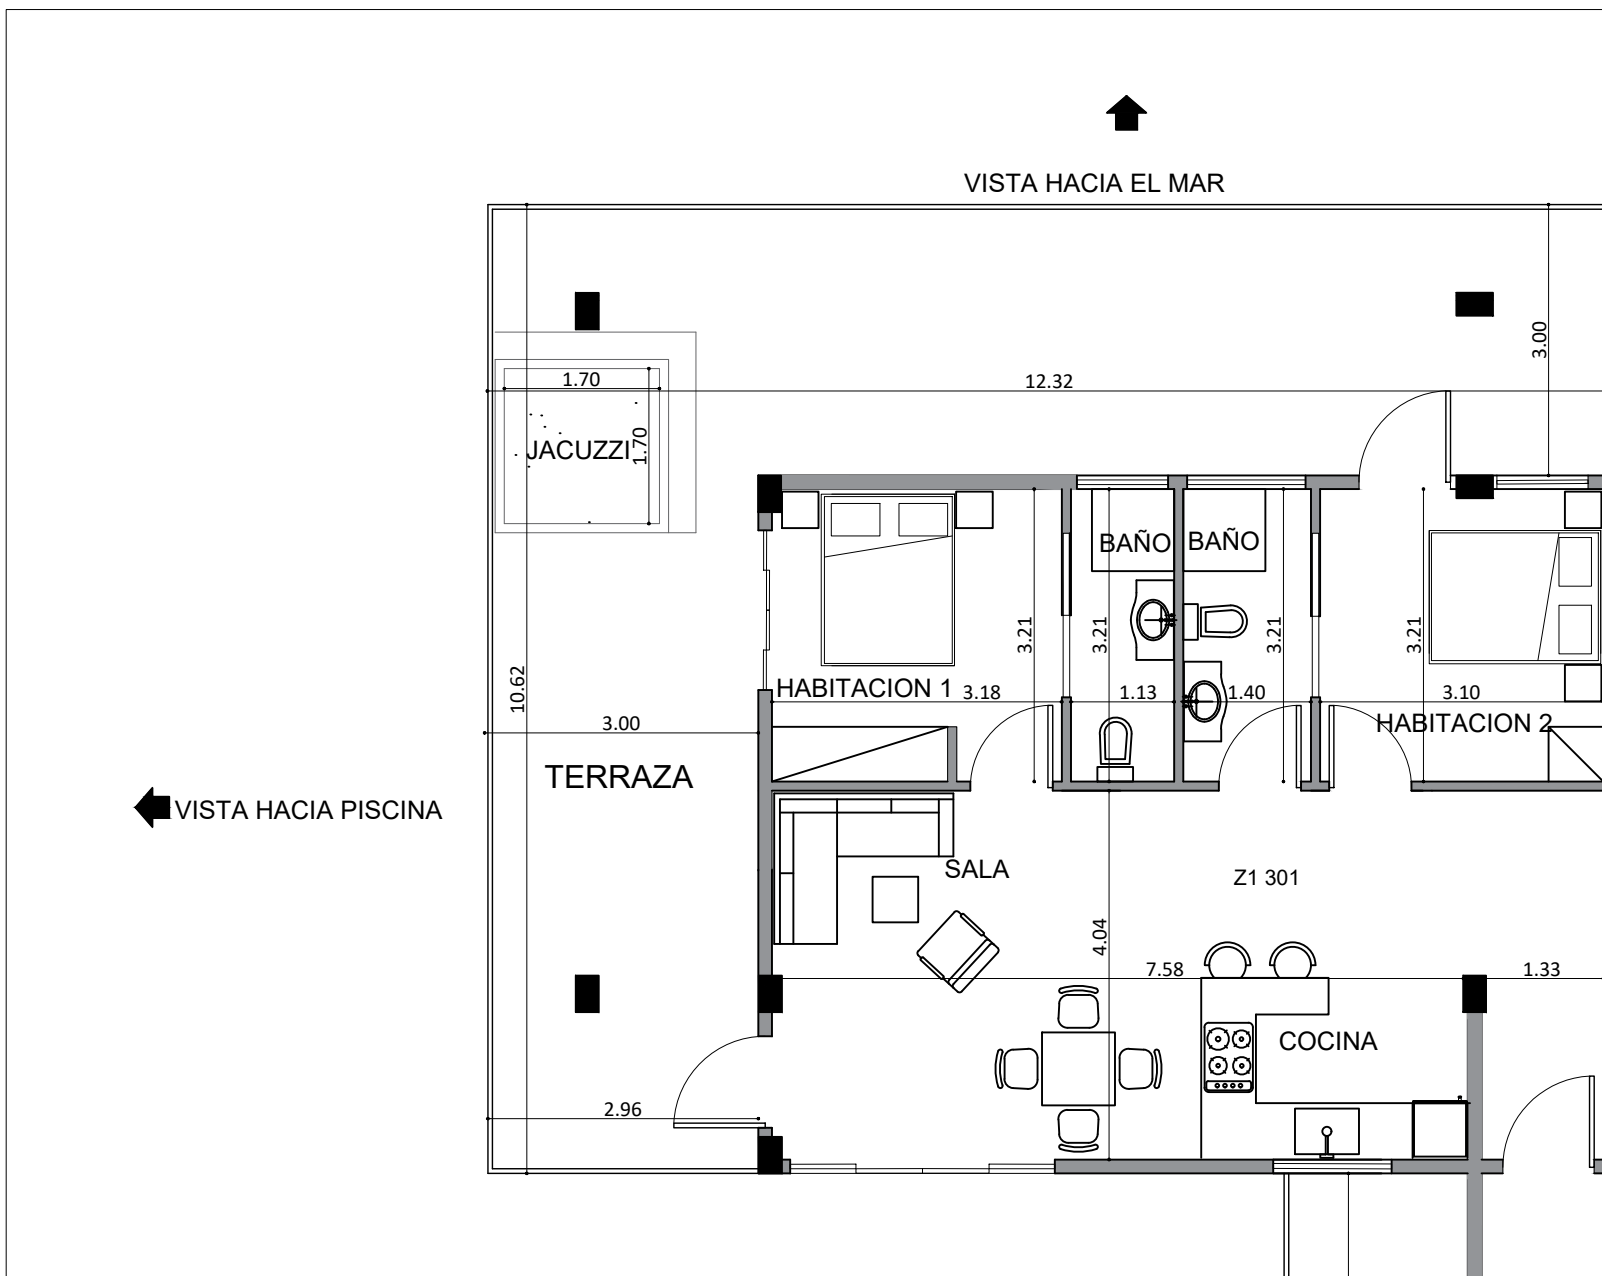 VISTA HACIA EL MAR
3.00
1.70
12.32
JACUZZI
1.70
BAÑO
BAÑO
3.21
3.21
3.21
3.21
10.62
HABITACION 1
3.18
1.13
1.40
3.10
3.00
HABITACION 2
TERRAZA
VISTA HACIA PISCINA
SALA
Z1 301
4.04
7.58
1.33
COCINA
2.96